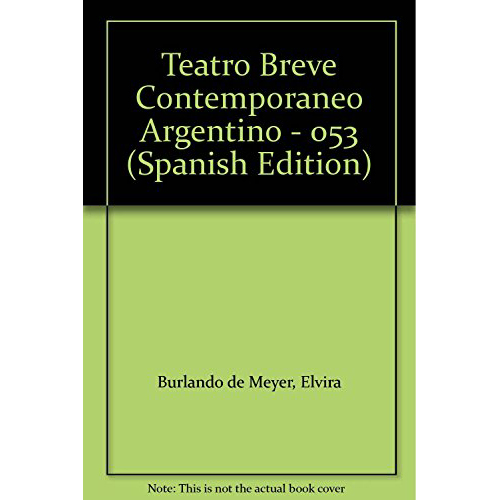 Teatro Breve
Contemporaneo
Argentino - 053
(Spanish Edition)
Burlando de Meyer, Elvira
Note: This is not the actual book cover